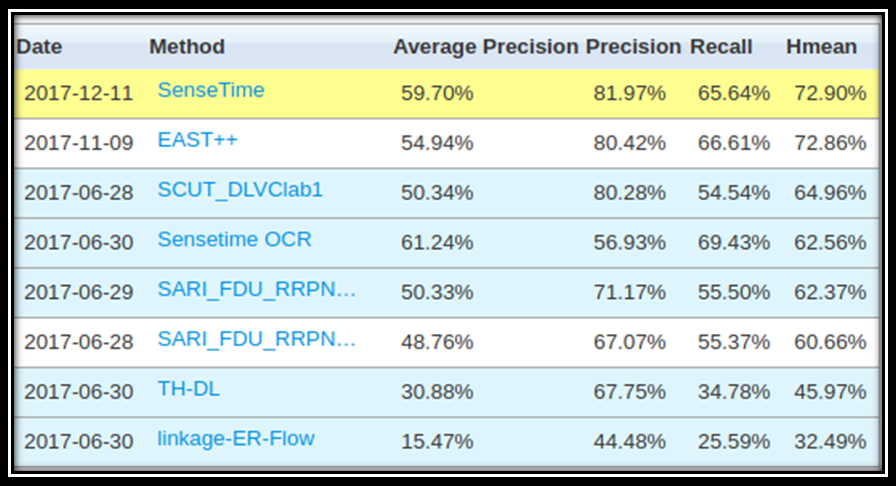 Date Method Average Precision Precision Recall Hmean
2017-12-11 SenseTime 59.70% 81.97% 65.64% 72.90%
2017-11-09 EAST++ 54.94% 80.42% 66.61% 72.86%
2017-06-28 SCUT_DLVClab1 50.34% 80.28% 54.54% 64.96%
2017-06-30 Sensetime OCR 61.24% 56.93% 69.43% 62.56%
2017-06-29 SARI_FDU_RRPN… 50.33% 71.17% 55.50% 62.37%
2017-06-28 SARI_FDU_RRPN… 48.76% 67.07% 55.37% 60.66%
2017-06-30 TH-DL 30.88% 67.75% 34.78% 45.97%
2017-06-30 linkage-ER-Flow 15.47% 44.48% 25.59% 32.49%